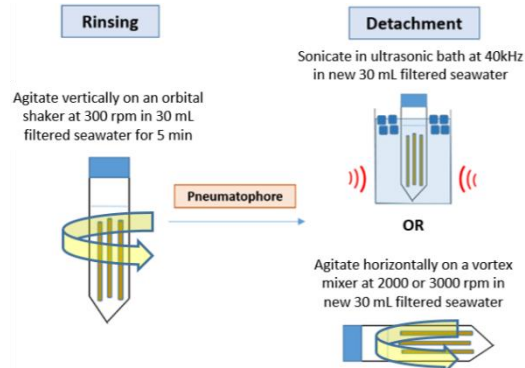 Rinsing
Agitate vertically on an orbital
shaker at 300 rpm in 30 mL
filtered seawater for 5 min
Pneumatophore
Detachment
Sonicate in ultrasonic bath at 40kHz
in new 30 mL filtered seawater
OR
Agitate horizontally on a vortex
mixer at 2000 or 3000 rpm in
new 30 mL filtered seawater